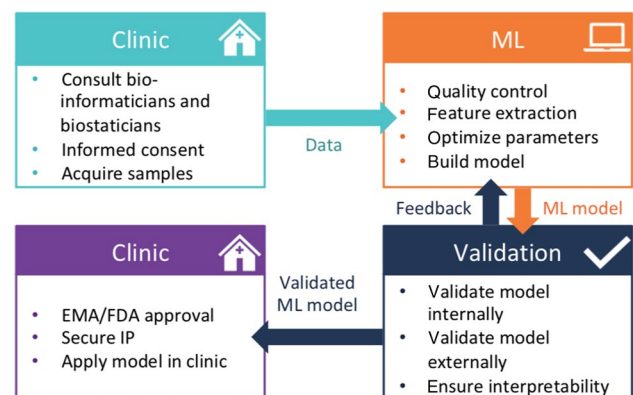 Clinic
• Consult bio-
informaticians and
biostaticians
• Informed consent
• Acquire samples
Data
ML
• Quality control
• Feature extraction
• Optimize parameters
• Build model
Feedback
ML model
Validation
• Validate model
internally
• Validate model
externally
• Ensure interpretability
Validated
ML model
Clinic
• EMA/FDA approval
• Secure IP
• Apply model in clinic